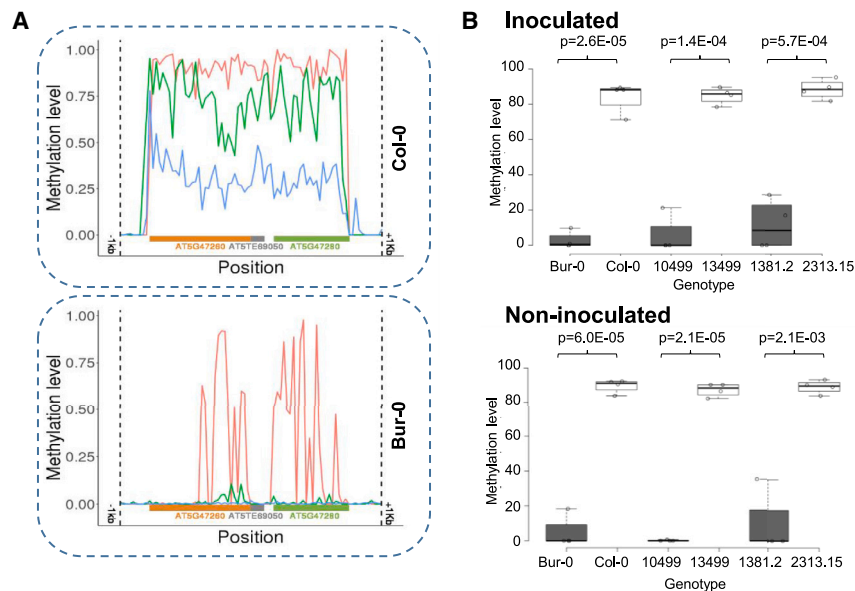 A
Methylation level
1.00
0.75
0.50
0.25
0.00
-1Kb
+1Kb
AT5G47260 AT5TE69050 AT5G47280
Position
Col-0
Methylation level
1.00
0.75
0.50
0.25
0.00
-1Kb
+1Kb
AT5G47260 AT5TE69050 AT5G47280
Position
Bur-0
B
Inoculated
p=2.6E-05 p=1.4E-04 p=5.7E-04
Methylation level
100
80
60
40
20
0
Bur-0 Col-0 10499 13499 1381.2 2313.15
Genotype
Non-inoculated
p=6.0E-05 p=2.1E-05 p=2.1E-03
Methylation level
100
80
60
40
20
0
Bur-0 Col-0 10499 13499 1381.2 2313.15
Genotype